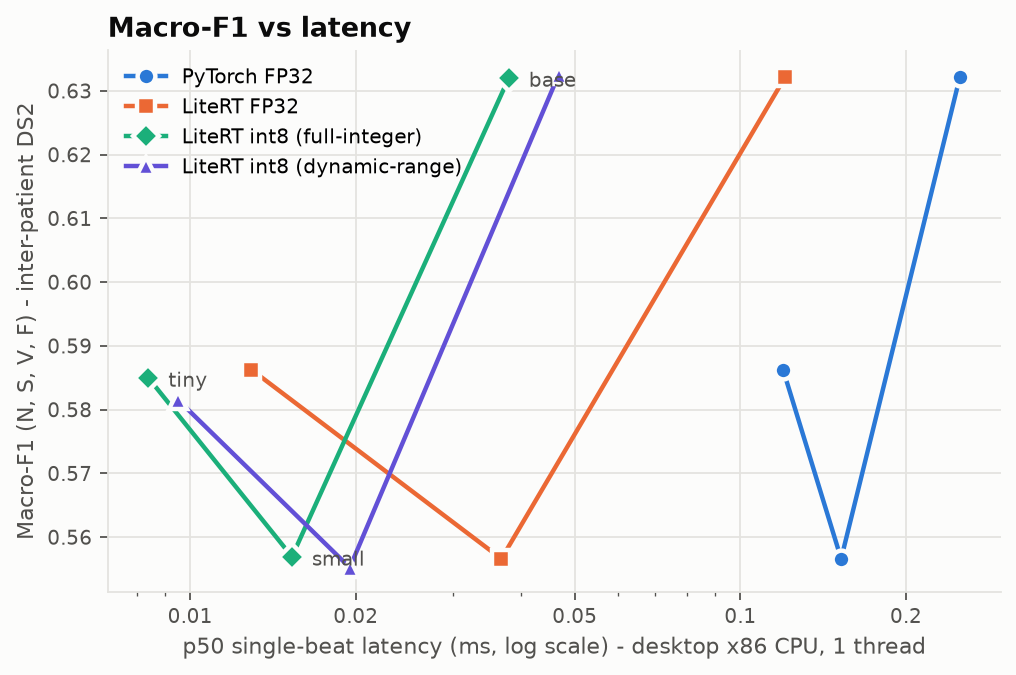 Macro-F1 vs latency
PyTorch FP32
LiteRT FP32
LiteRT int8 (full-integer)
LiteRT int8 (dynamic-range)
base
tiny
small
0.63
0.62
0.61
0.60
0.59
0.58
0.57
0.56
Macro-F1 (N, S, V, F) - inter-patient DS2
0.01
0.02
0.05
0.1
0.2
p50 single-beat latency (ms, log scale) - desktop x86 CPU, 1 thread